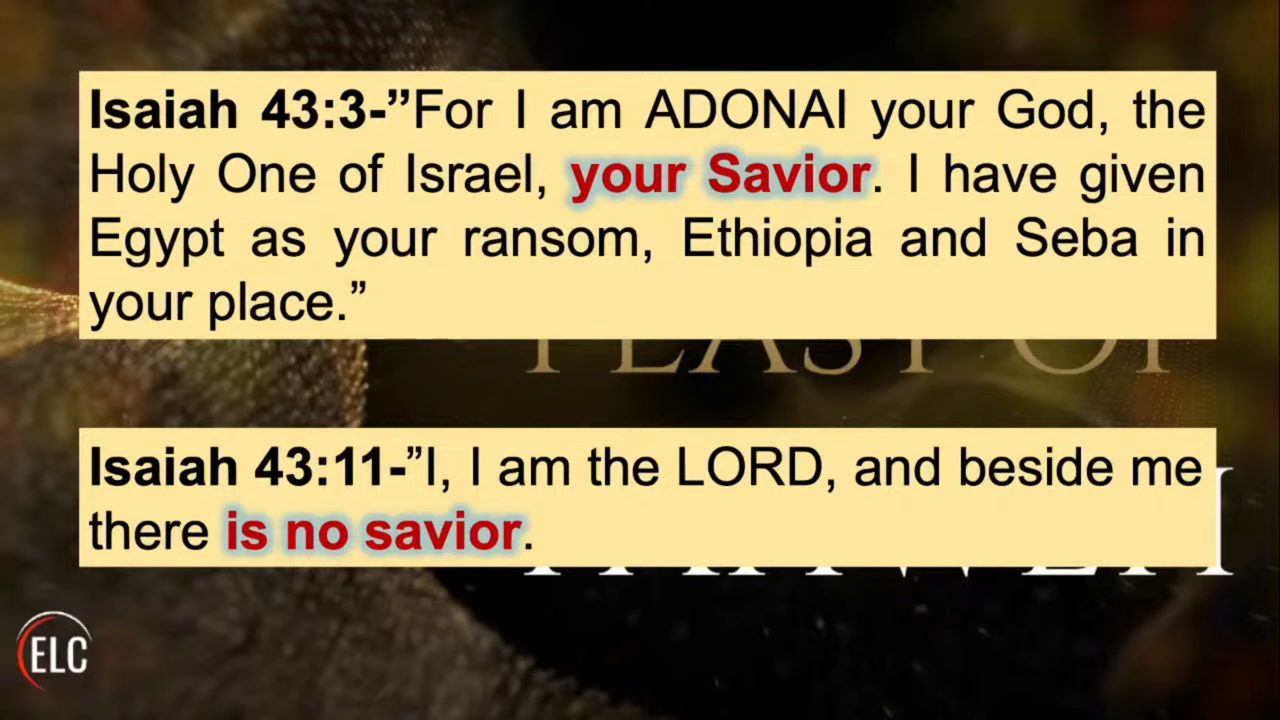 Isaiah 43:3-”For I am ADONAI your God, the
Holy One of Israel, your Savior. I have given
Egypt as your ransom, Ethiopia and Seba in
your place.”
FEAST OF
Isaiah 43:11-”I, I am the LORD, and beside me
there is no savior.
ELC